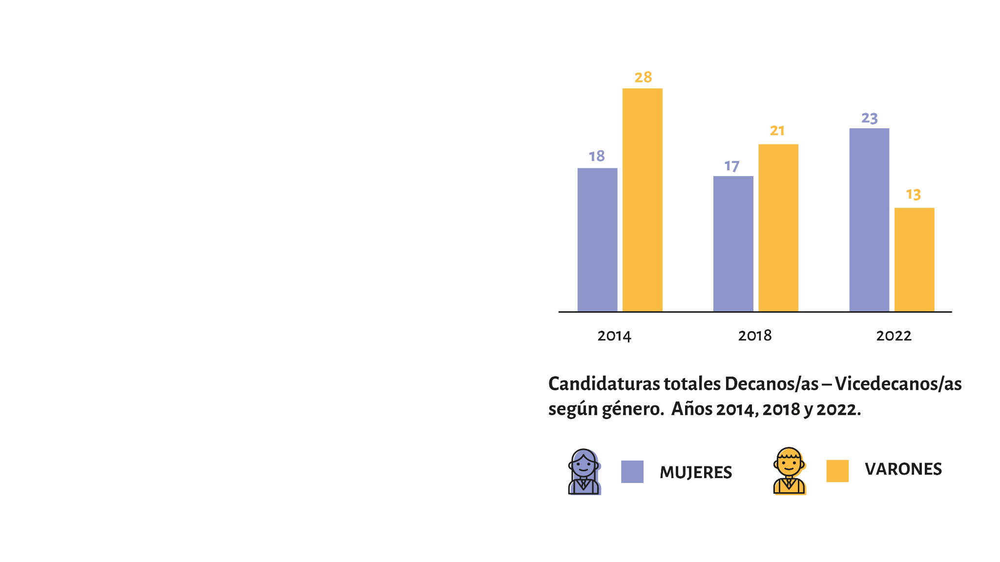 28
23
21
18
17
13
2014 2018 2022
Candidaturas totales Decanos/as – Vicedecanos/as
según género. Años 2014, 2018 y 2022.
MUJERES VARONES